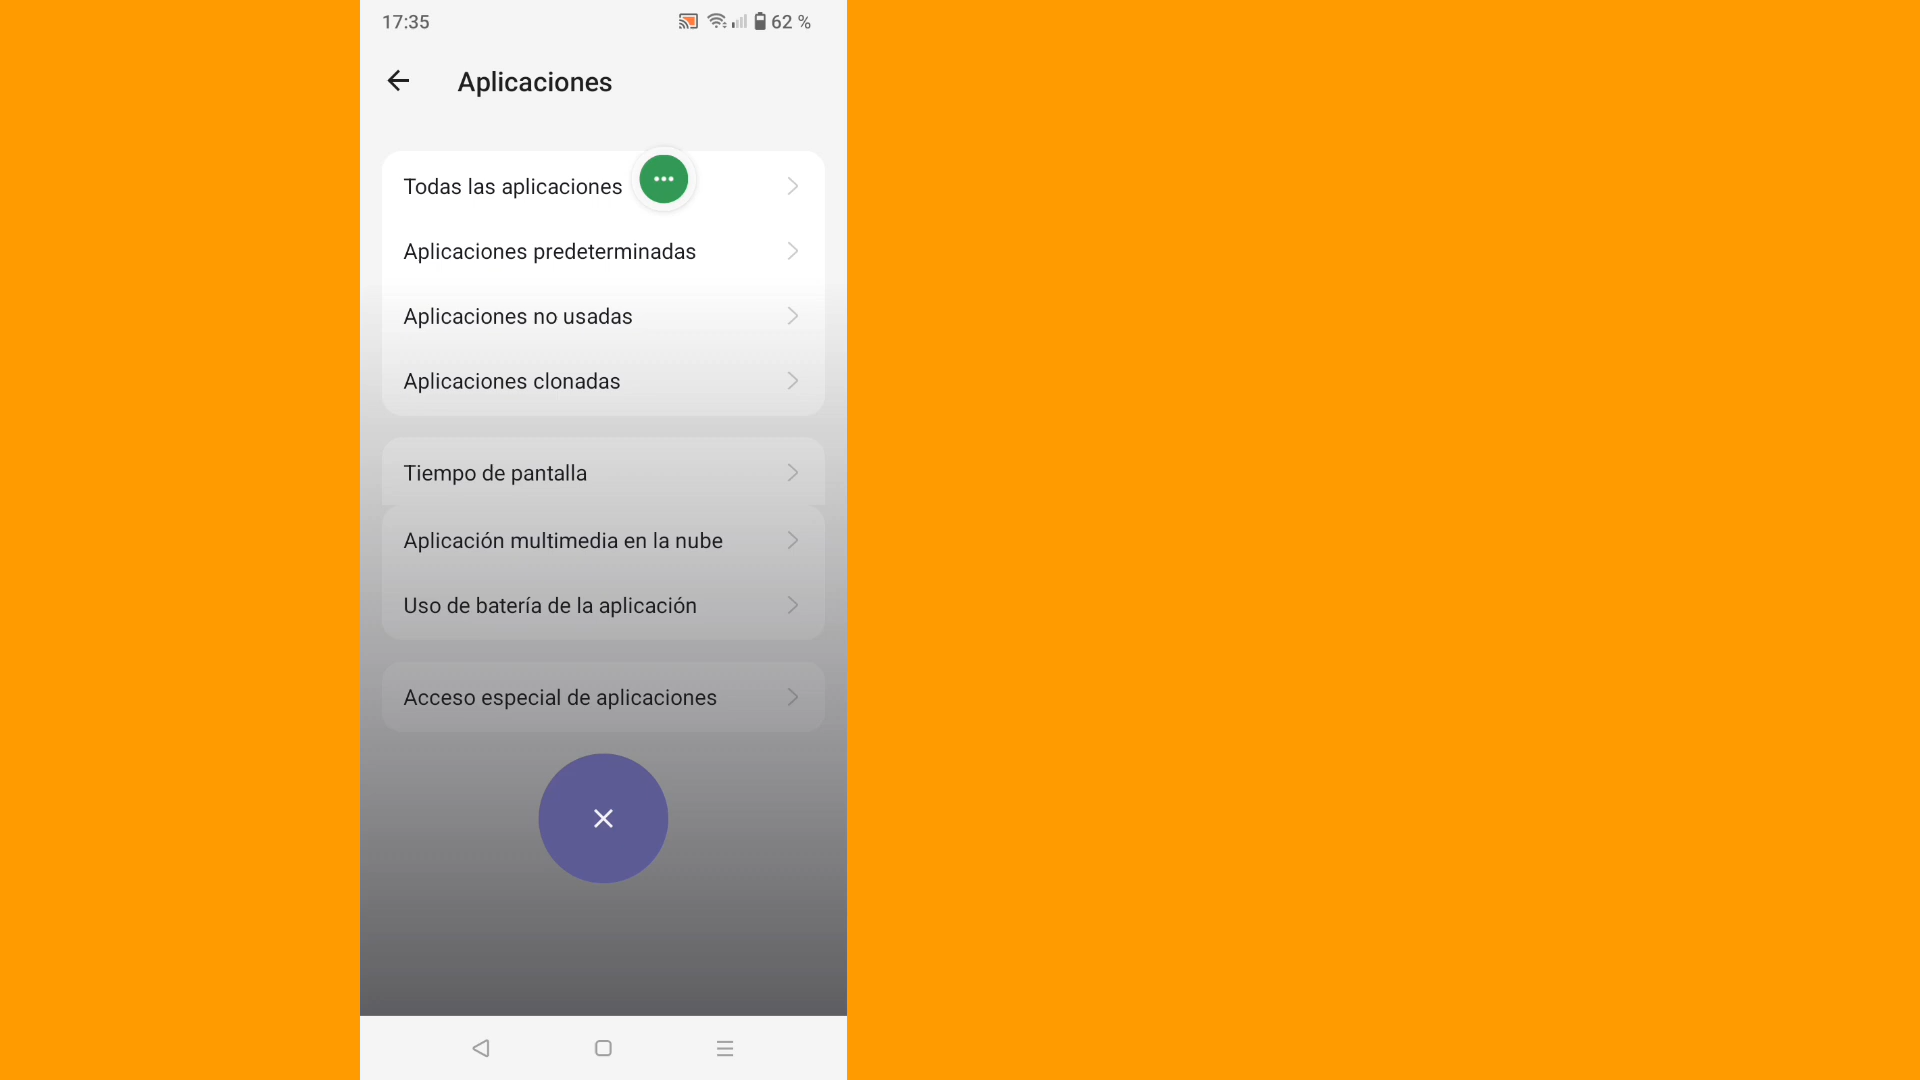 17:35
62 %
Aplicaciones
Todas las aplicaciones
Aplicaciones predeterminadas
Aplicaciones no usadas
Aplicaciones clonadas
Tiempo de pantalla
Aplicación multimedia en la nube
Uso de batería de la aplicación
Acceso especial de aplicaciones